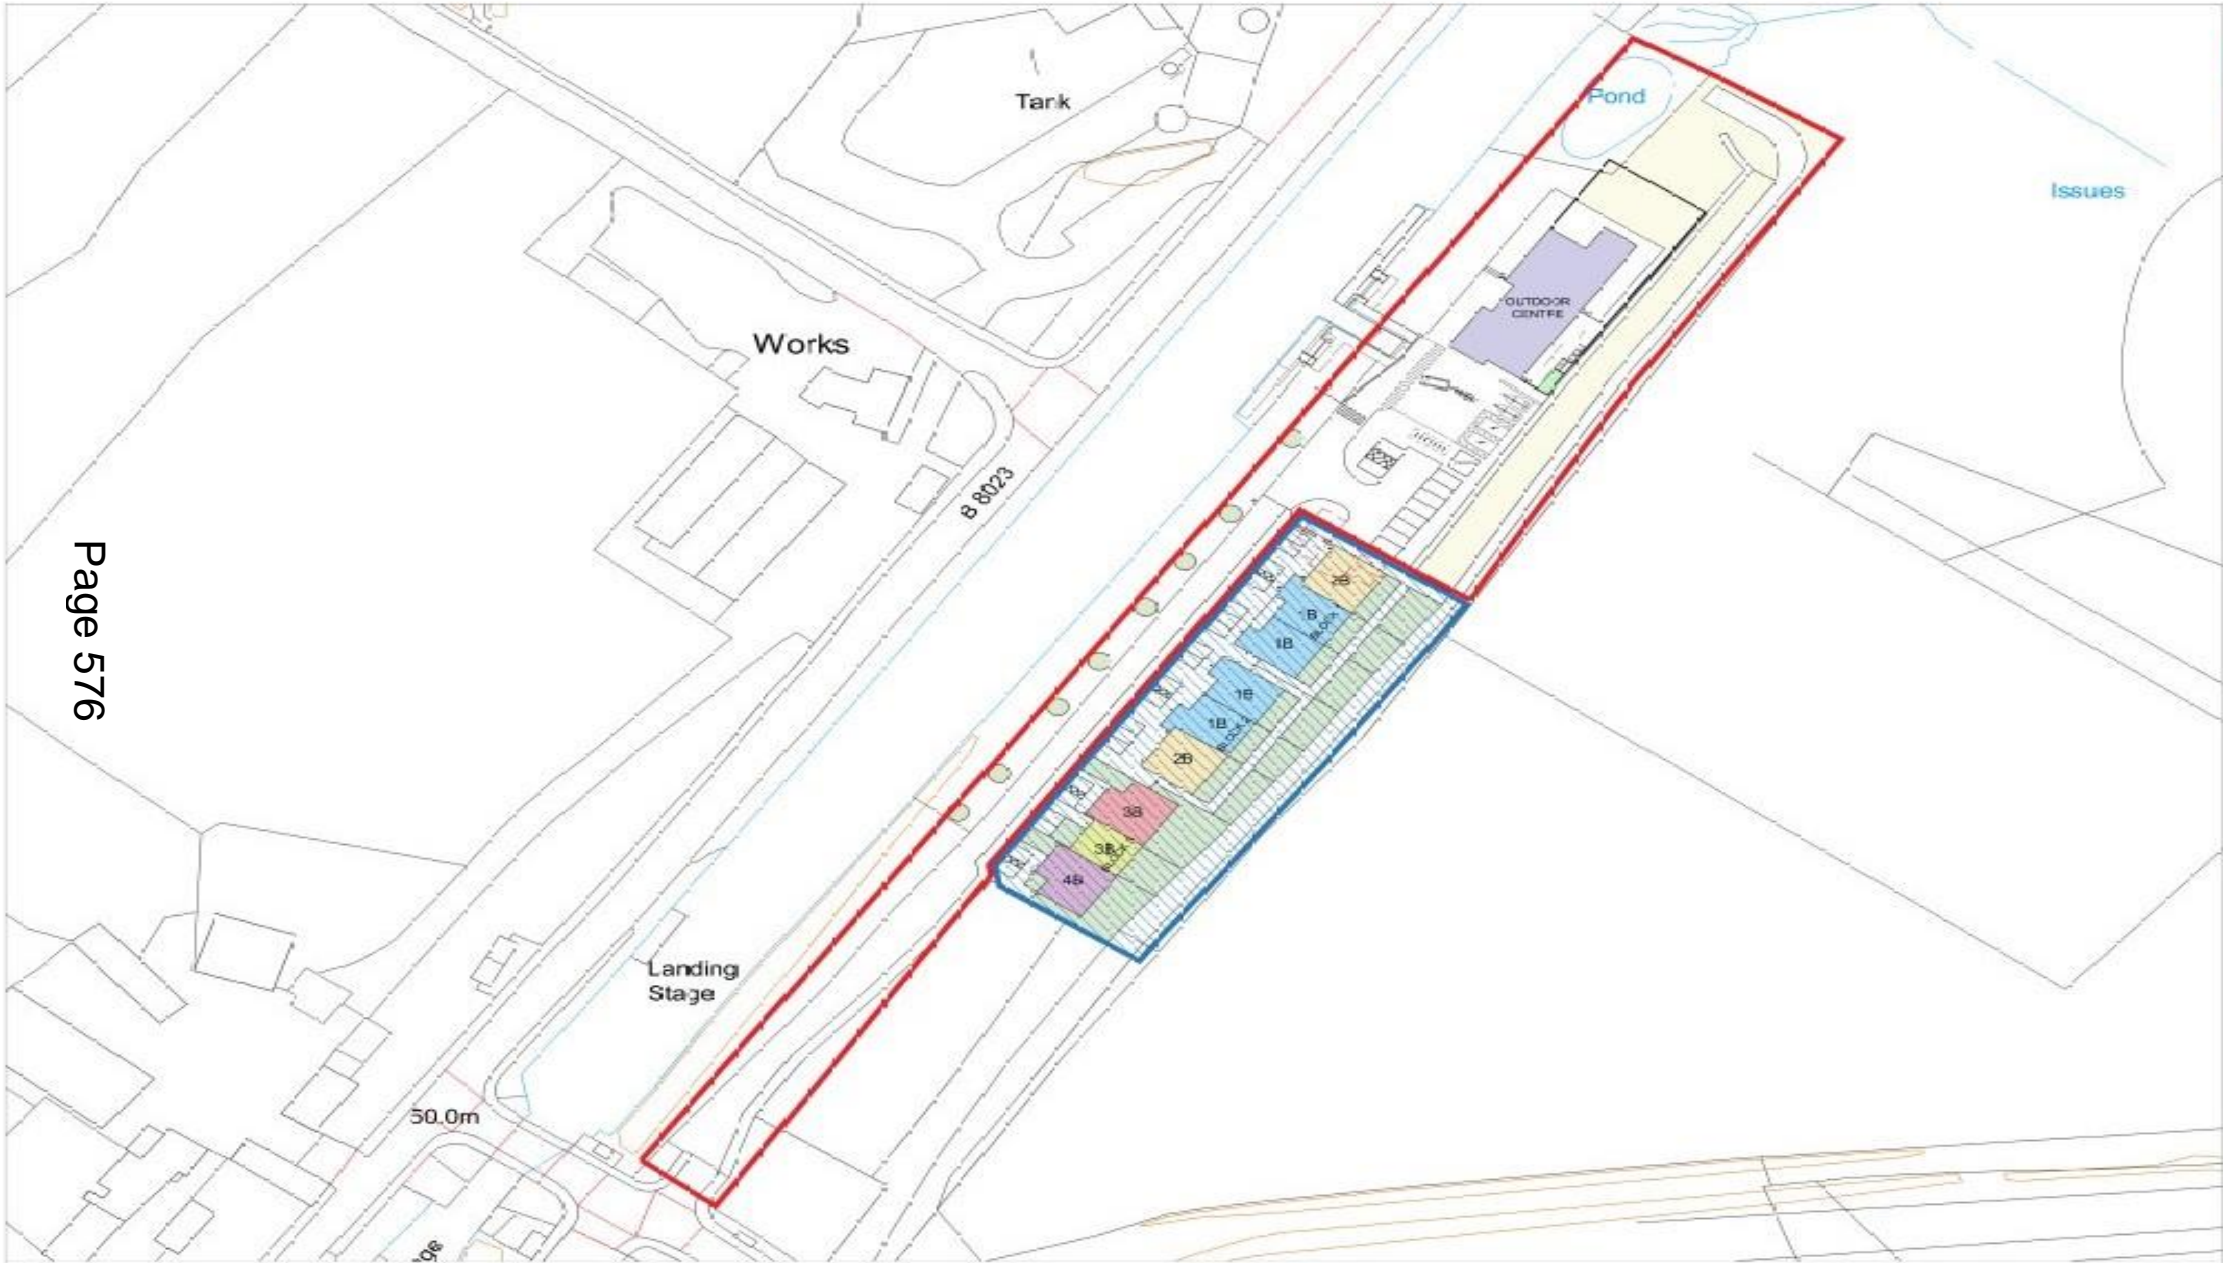 Tank
Pond
Issues
OUTDOOR
CENTRE
Works
B 8023
Page 576
2B
1B
1B
1B
1B
2B
3B
3B
4B
Landing
Stage
50.0m